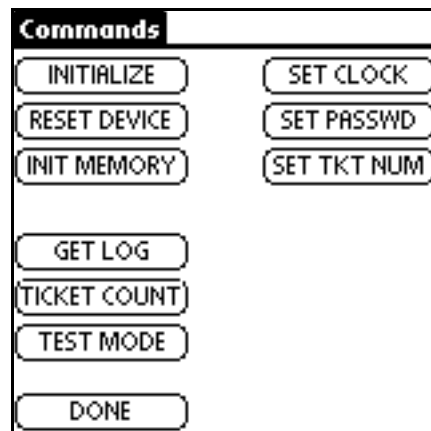 Commands
INITIALIZE SET CLOCK
RESET DEVICE SET PASSWD
INIT MEMORY SET TKT NUM
GET LOG
TICKET COUNT
TEST MODE
DONE